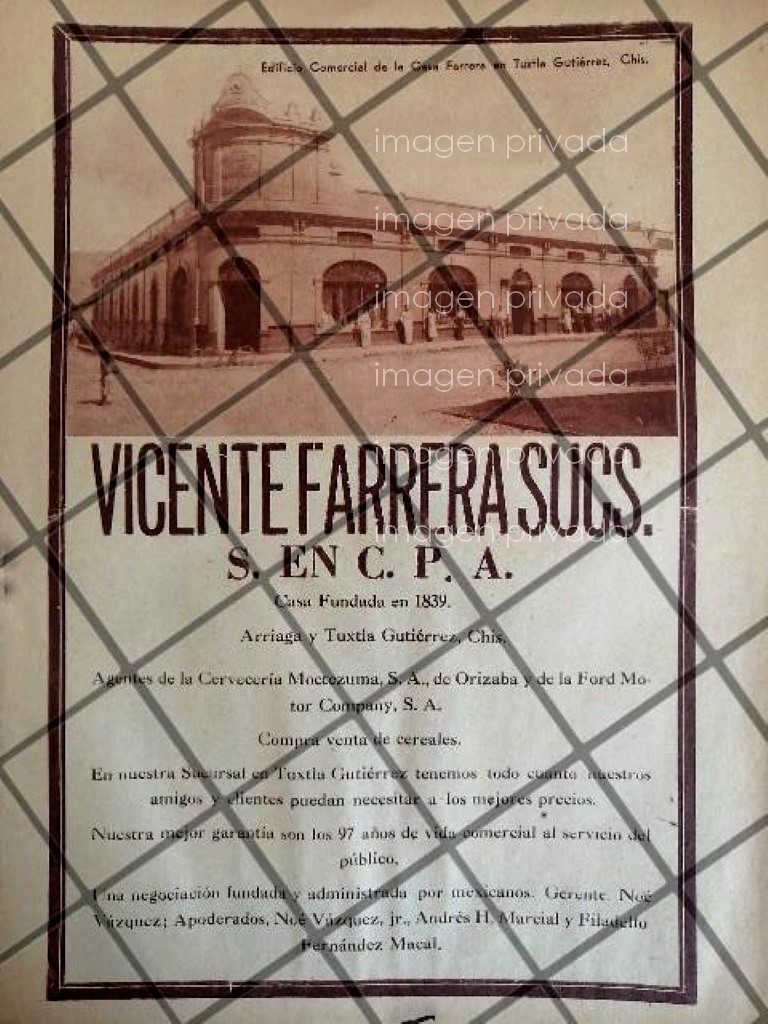 Edificio Comercial de la Casa Farrera en Tuxtla Gutiérrez, Chis.
imagen privada
imagen privada
imagen privada
imagen privada
imagen privada
VICENTE FARRERA SUCS.
imagen privada
S. EN C. P. A.
Casa Fundada en 1839.
Arriaga y Tuxtla Gutiérrez, Chis.
Agentes de la Cervecería Moctezuma, S. A., de Orizaba y de la Ford Mo-
tor Company, S. A.
Compra venta de cereales.
En nuestra Sucursal en Tuxtla Gutiérrez tenemos todo cuanto nuestros
amigos y clientes puedan necesitar a los mejores precios.
Nuestra mejor garantía son los 97 años de vida comercial al servicio del
público.
Una negociación fundada y administrada por mexicanos. Gerente. Noé
Vázquez; Apoderados, Noé Vázquez, jr., Andrés H. Marcial y Filadelfo
Fernández Macal.